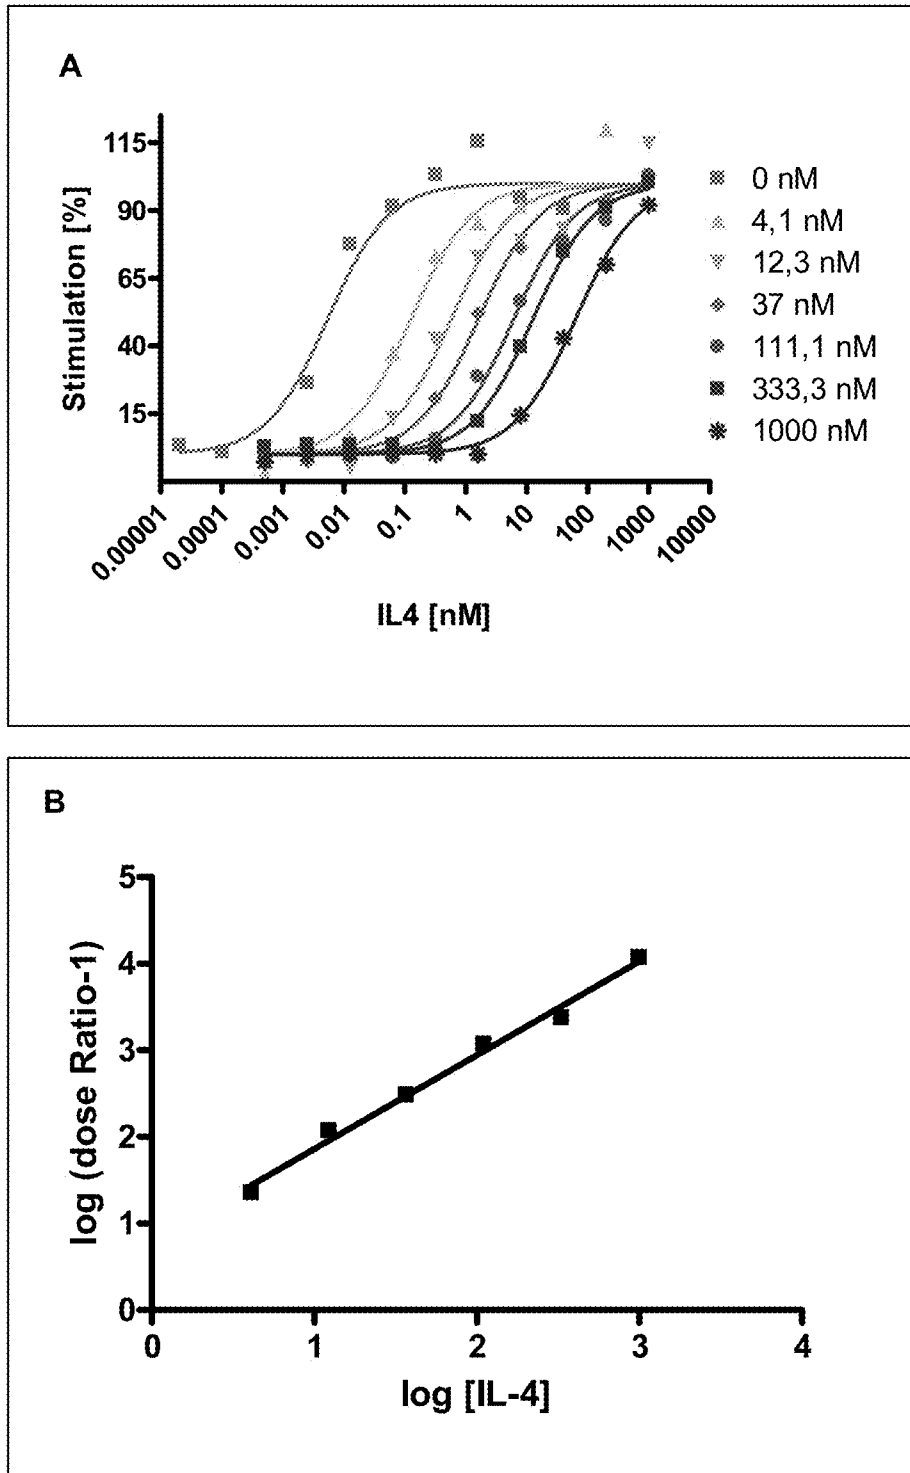 A
Stimulation [%]
115
90
65
40
15
0 nM
4,1 nM
12,3 nM
37 nM
111,1 nM
333,3 nM
1000 nM
0.00001
0.0001
0.001
0.01
0.1
1
10
100
1000
10000
IL4 [nM]
B
log (dose Ratio-1)
5
4
3
2
1
0
0
1
2
3
4
log [IL-4]